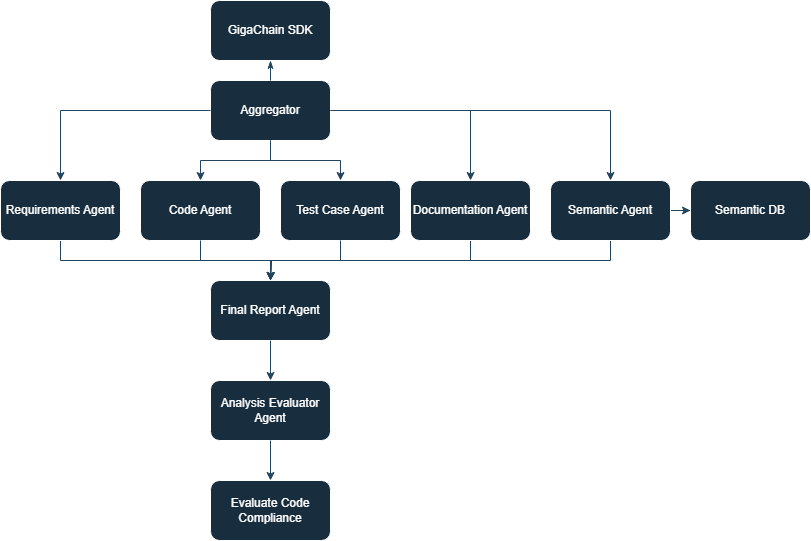 GigaChain SDK
Aggregator
Requirements Agent
Code Agent
Test Case Agent
Documentation Agent
Semantic Agent
Semantic DB
Final Report Agent
Analysis Evaluator
Agent
Evaluate Code
Compliance